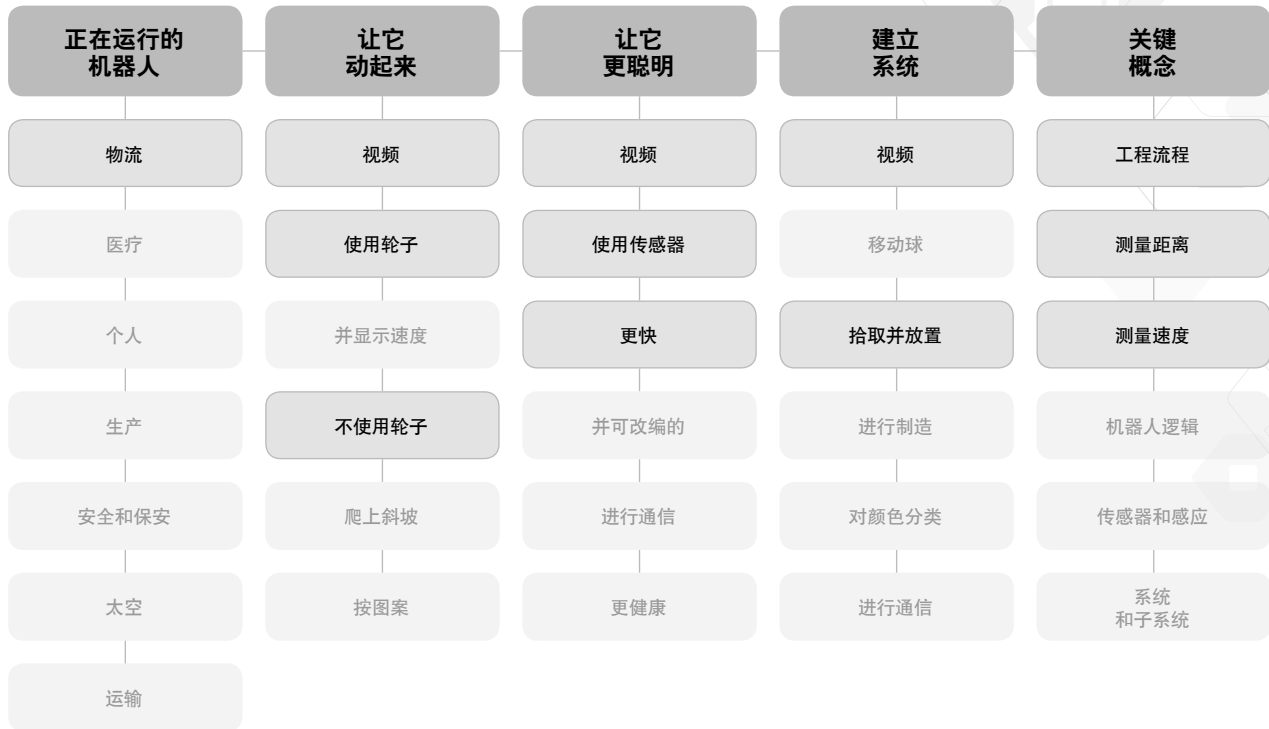 正在运行的
机器人
物流
医疗
个人
生产
安全和保安
太空
运输
让它
动起来
视频
使用轮子
并显示速度
不使用轮子
爬上斜坡
按图案
让它
更聪明
视频
使用传感器
更快
并可改编的
进行通信
更健康
建立
系统
视频
移动球
拾取并放置
进行制造
对颜色分类
进行通信
关键
概念
工程流程
测量距离
测量速度
机器人逻辑
传感器和感应
系统
和子系统